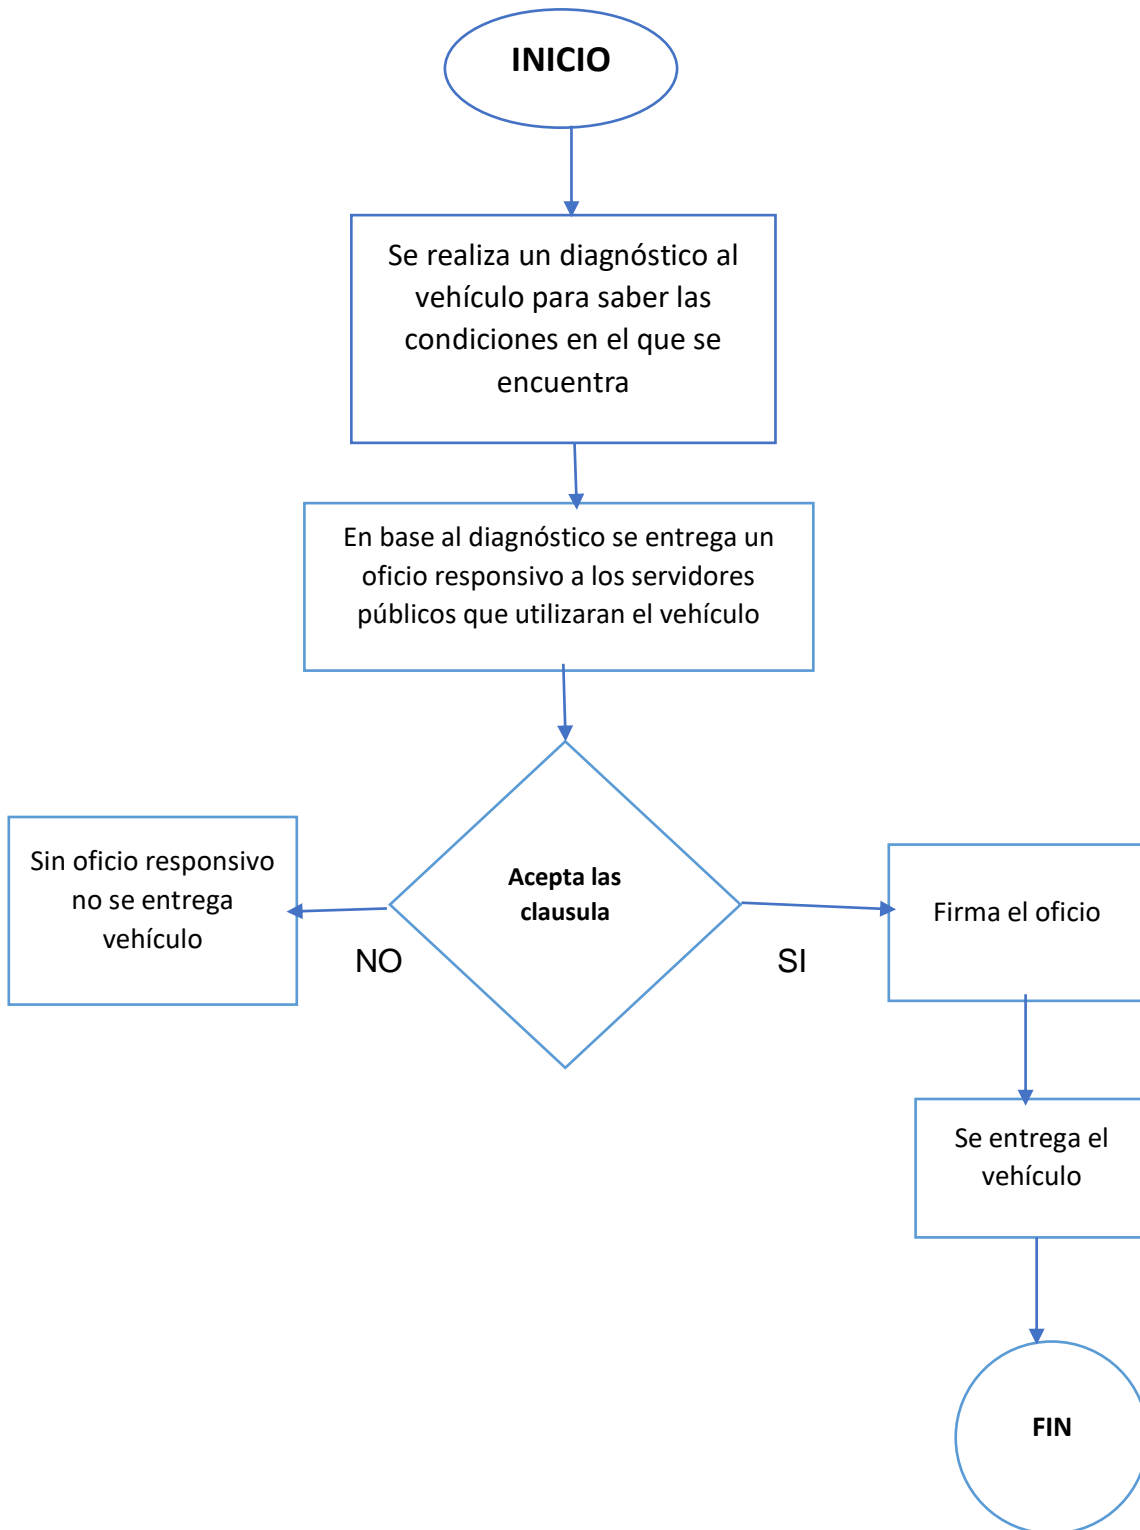 INICIO
Se realiza un diagnóstico al
vehículo para saber las
condiciones en el que se
encuentra
En base al diagnóstico se entrega un
oficio responsivo a los servidores
públicos que utilizaran el vehículo
Acepta las
clausula
Sin oficio responsivo
no se entrega
vehículo
NO
SI
Firma el oficio
Se entrega el
vehículo
FIN